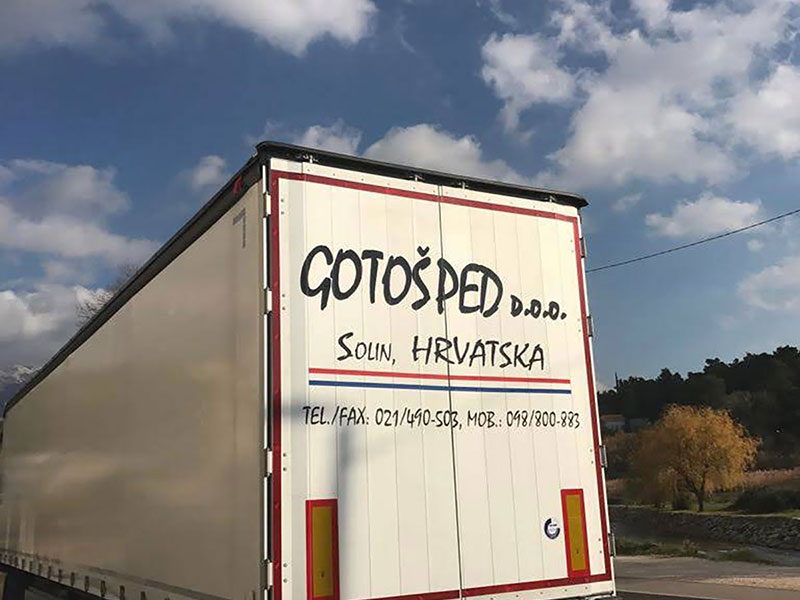 GOTOŠPED D.O.O.
SOLIN, HRVATSKA
TEL./FAX: 021/490-503, MOB.: 098/800-883